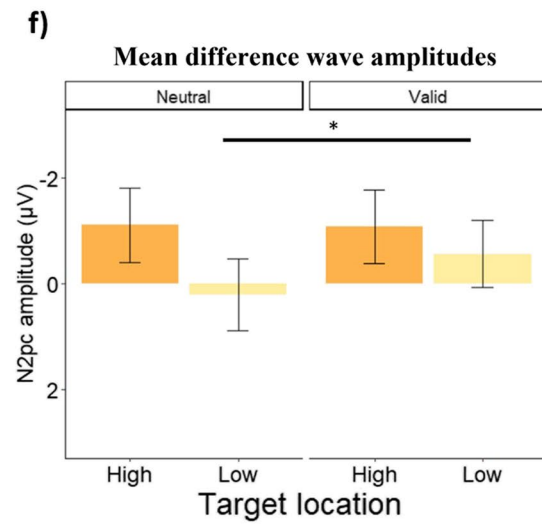 f)
Mean difference wave amplitudes
Neutral Valid
*
N2pc amplitude (µV)
-2
0
2
High Low High Low
Target location